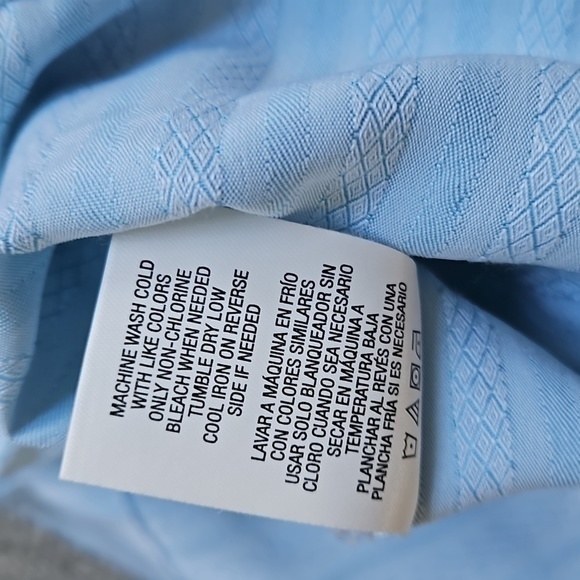 MACHINE WASH COLD
WITH LIKE COLORS
ONLY NON-CHLORINE
BLEACH WHEN NEEDED
TUMBLE DRY LOW
COOL IRON ON REVERSE
SIDE IF NEEDED
LAVAR A MÁQUINA EN FRÍO
CON COLORES SIMILARES
USAR SOLO BLANQUEADOR SIN
CLORO CUANDO SEA NECESARIO
SECAR EN MÁQUINA A
TEMPERATURA BAJA
PLANCHAR AL REVÉS CON UNA
PLANCHA FRÍA SI ES NECESARIO